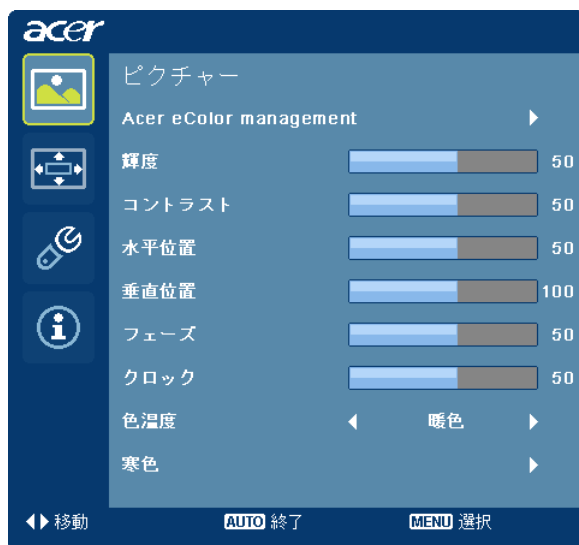 acer
ピクチャー
Acer eColor management
輝度 50
コントラスト 50
水平位置 50
垂直位置 100
フェーズ 50
クロック 50
色温度 暖色
寒色
移動 AUTO 終了 MENU 選択